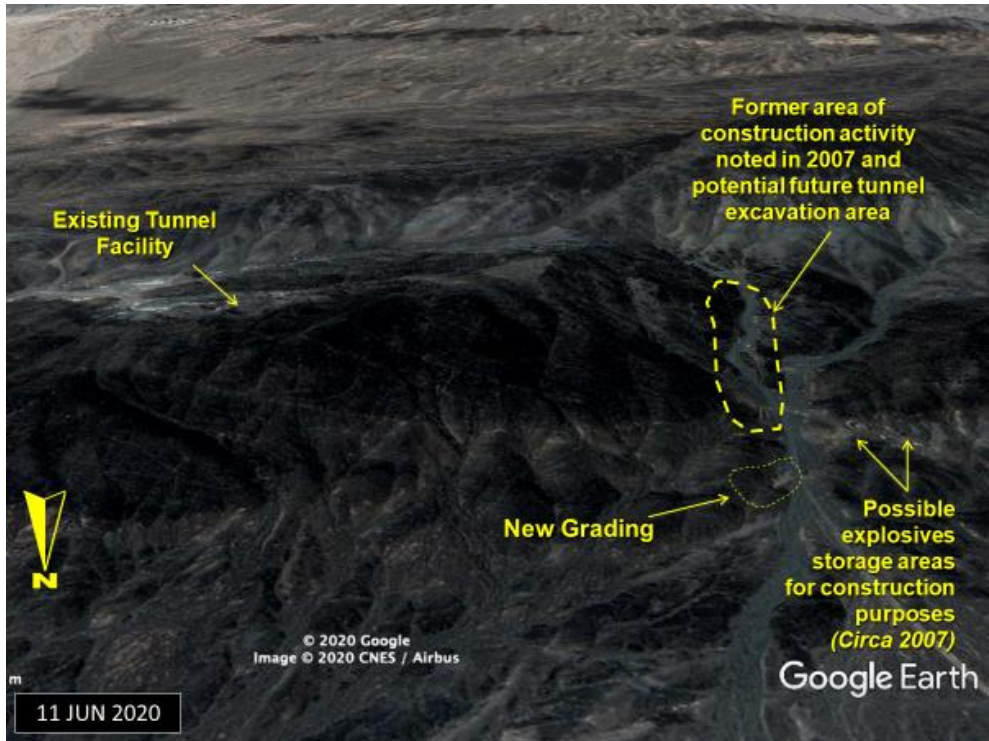 Former area of
construction activity
noted in 2007 and
potential future tunnel
excavation area
Existing Tunnel
Facility
New Grading
Possible
explosives
storage areas
for construction
purposes
(Circa 2007)
N
© 2020 Google
Image © 2020 CNES / Airbus
Google Earth
m
11 JUN 2020